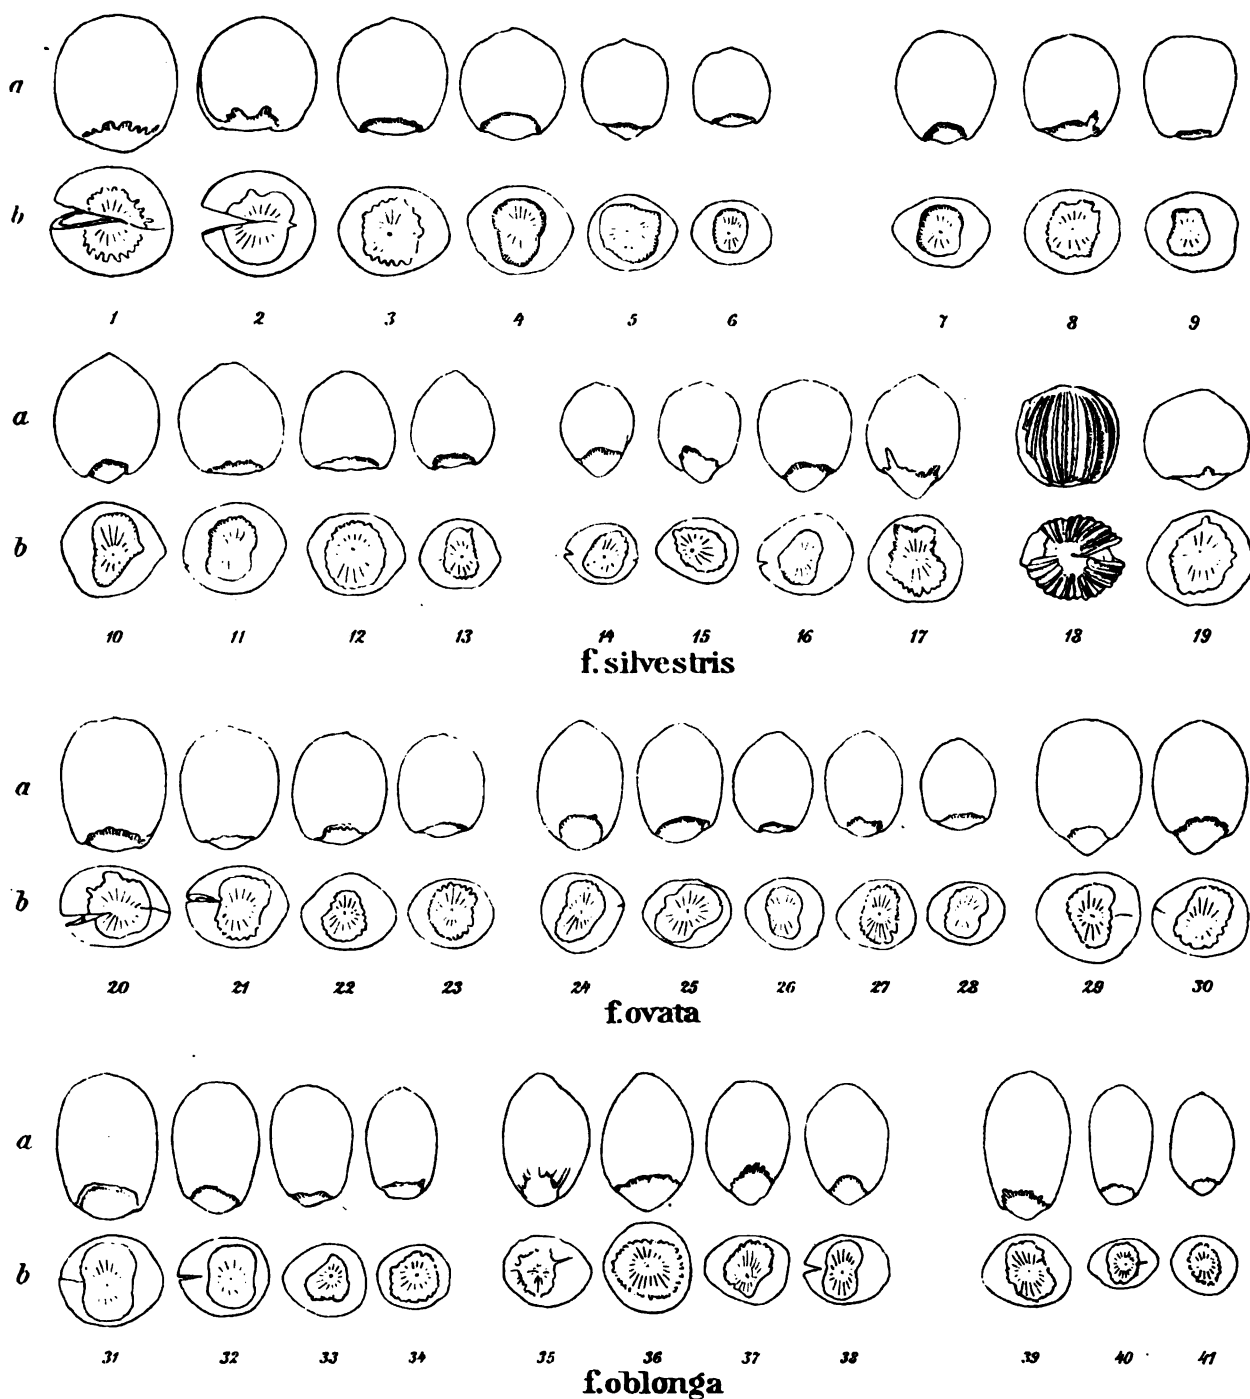 a
b
1 2 3 4 5 6 7 8 9
a
b
10 11 12 13 14 15 16 17 18 19
f. silvestris
a
b
20 21 22 23 24 25 26 27 28 29 30
f. ovata
a
b
31 32 33 34 35 36 37 38 39 40 41
f. oblonga